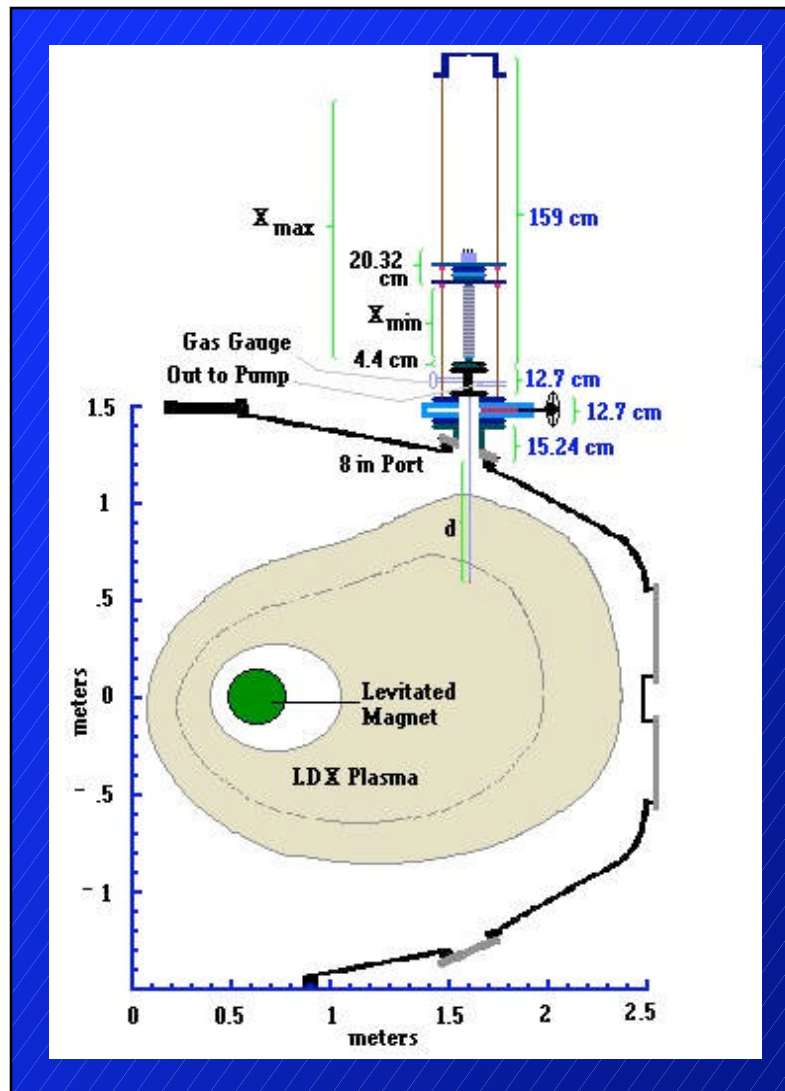 X max
159 cm
20.32 cm
X min
Gas Gauge
4.4 cm
Out to Pump
12.7 cm
1.5
12.7 cm
8 in Port
15.24 cm
1
d
.5
meters
0
Levitated
Magnet
LDX Plasma
- .5
- 1
0 0.5 1 1.5 2 2.5
meters